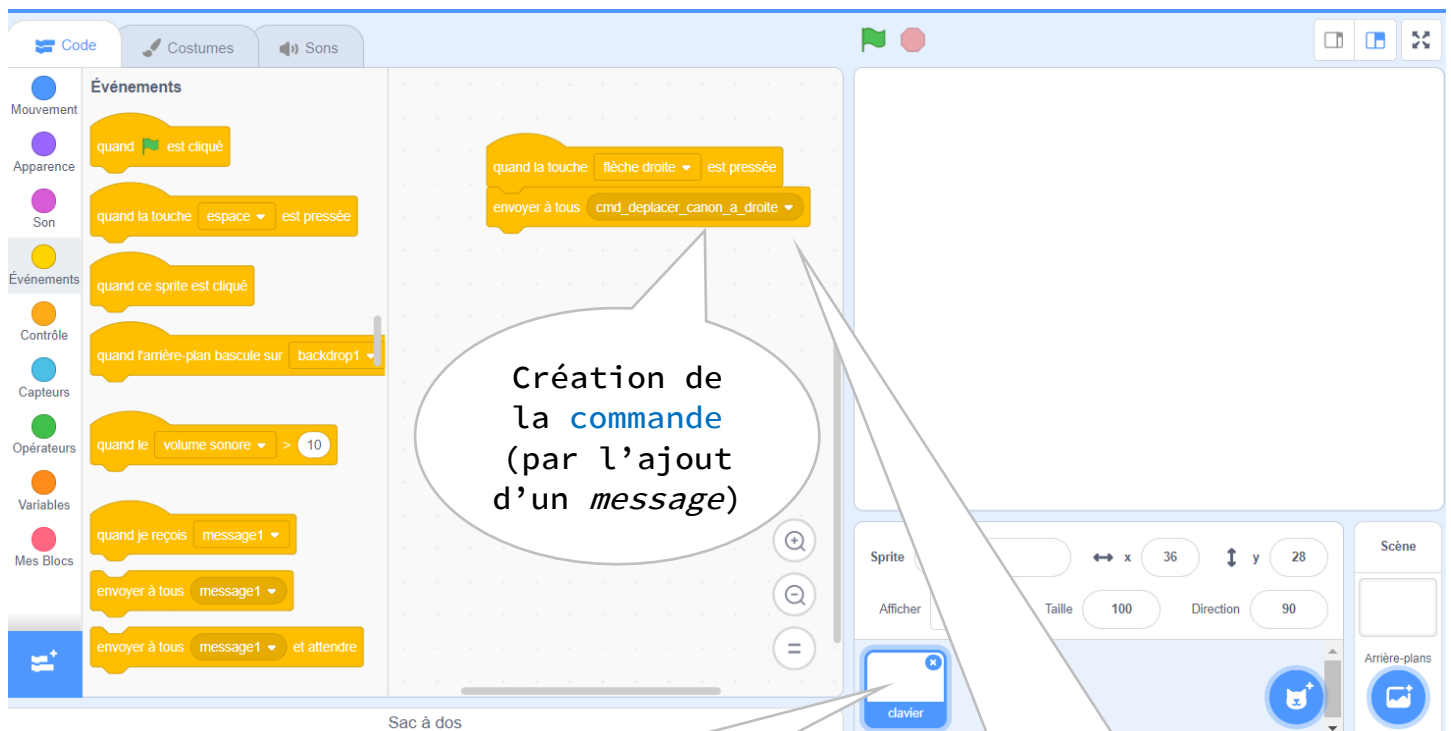 Code
Costumes
Sons
Mouvement
Apparence
Son
Événements
Contrôle
Capteurs
Opérateurs
Variables
Mes Blocs
Événements
quand est cliqué
quand la touche espace est pressée
quand ce sprite est cliqué
quand l'arrière-plan bascule sur backdrop1
quand le volume sonore > 10
quand je reçois message1
envoyer à tous message1
envoyer à tous message1 et attendre
quand la touche flèche droite est pressée
envoyer à tous cmd_deplacer_canon_a_droite
Création de
la commande
(par l’ajout
d’un message)
Sac à dos
Sprite
x 36 y 28
Afficher Taille 100 Direction 90
clavier
Scène
Arrière-plans